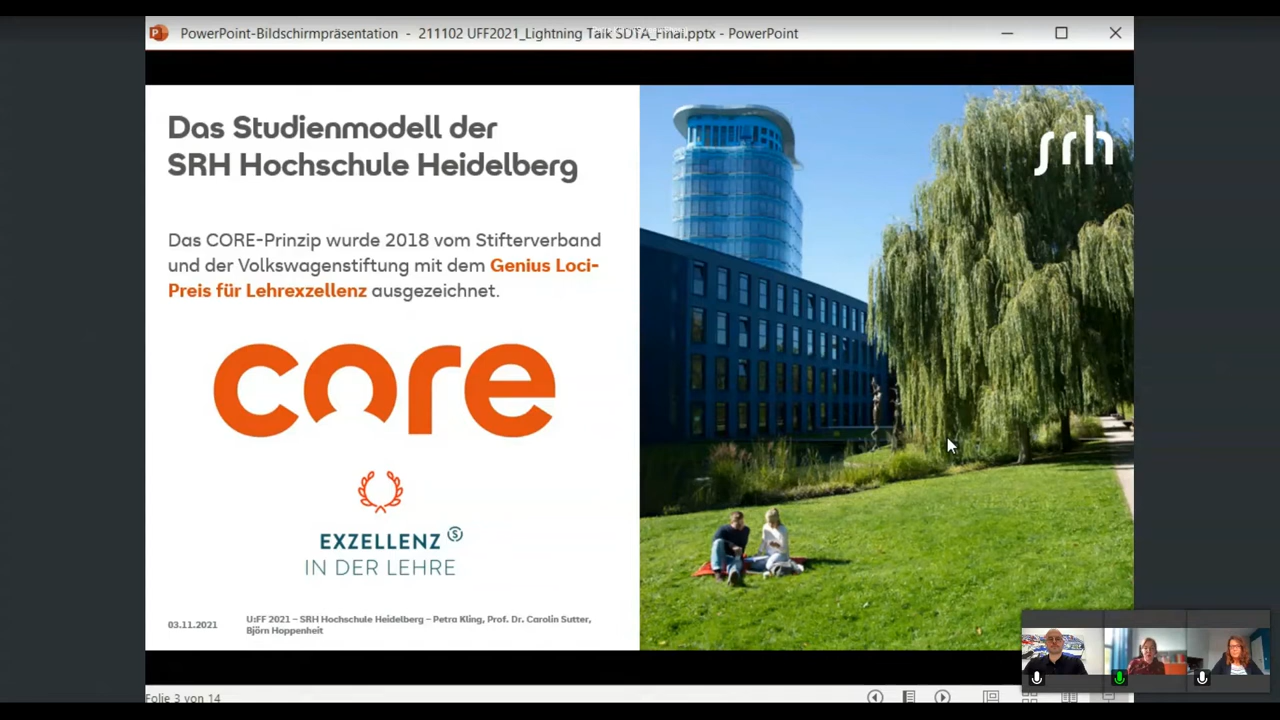 PowerPoint-Bildschirmpräsentation - 211102 UFF2021_Lightning Talk SDTA_Final.pptx - PowerPoint
Das Studienmodell der
SRH Hochschule Heidelberg
srh
Das CORE-Prinzip wurde 2018 vom Stifterverband
und der Volkswagenstiftung mit dem Genius Loci-
Preis für Lehrexzellenz ausgezeichnet.
core
EXZELLENZ S
IN DER LEHRE
03.11.2021
U:FF 2021 – SRH Hochschule Heidelberg – Petra Kling, Prof. Dr. Carolin Sutter,
Björn Hoppenheit
Folie 3 von 14